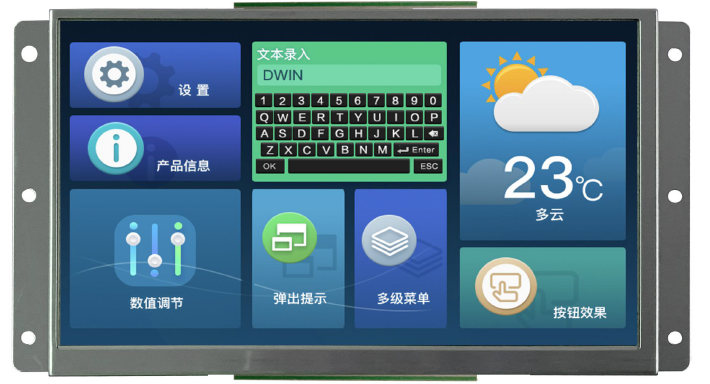 设置
文本录入
DWIN
1 2 3 4 5 6 7 8 9 0
Q W E R T Y U I O P
A S D F G H J K L
Z X C V B N M Enter
OK ESC
产品信息
23℃
多云
数值调节
弹出提示
多级菜单
按钮效果